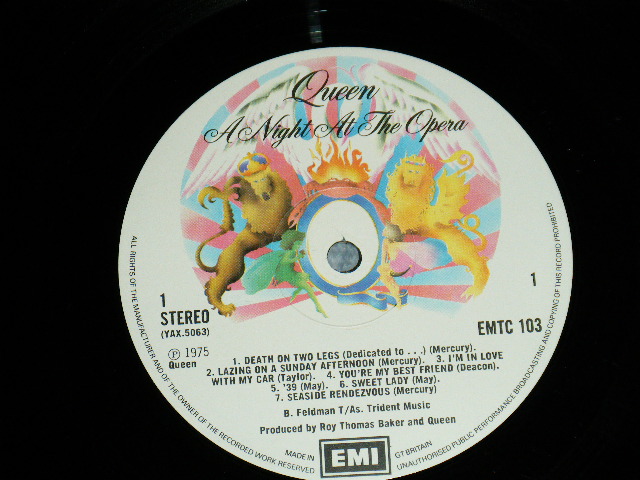 Queen
A Night At The Opera
1
STEREO
(YAX.5063)
℗ 1975
Queen
1
EMTC 103
1. DEATH ON TWO LEGS (Dedicated to . . .) (Mercury).
2. LAZING ON A SUNDAY AFTERNOON (Mercury). 3. I'M IN LOVE
WITH MY CAR (Taylor). 4. YOU'RE MY BEST FRIEND (Deacon).
5. '39 (May). 6. SWEET LADY (May).
7. SEASIDE RENDEZVOUS (Mercury)
B. Feldman T/As. Trident Music
Produced by Roy Thomas Baker and Queen
EMI
MADE IN
GT BRITAIN
ALL RIGHTS OF THE MANUFACTURER AND OF THE OWNER OF THE RECORDED WORK RESERVED
UNAUTHORISED PUBLIC PERFORMANCE BROADCASTING AND COPYING OF THIS RECORD PROHIBITED